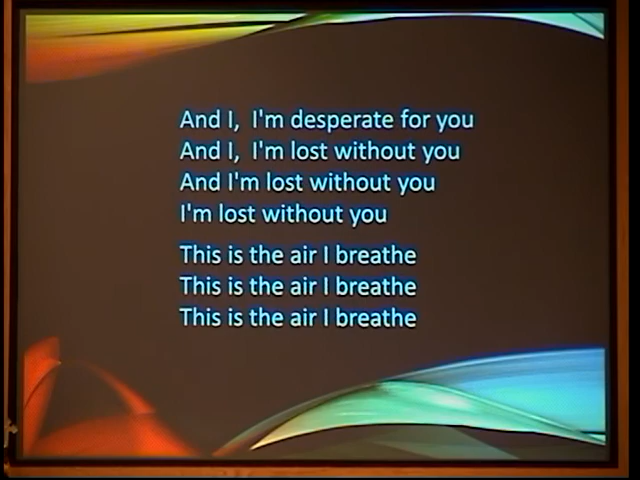 And I,  I'm desperate for you
And I,  I'm lost without you
And I'm lost without you
I'm lost without you
This is the air I breathe
This is the air I breathe
This is the air I breathe